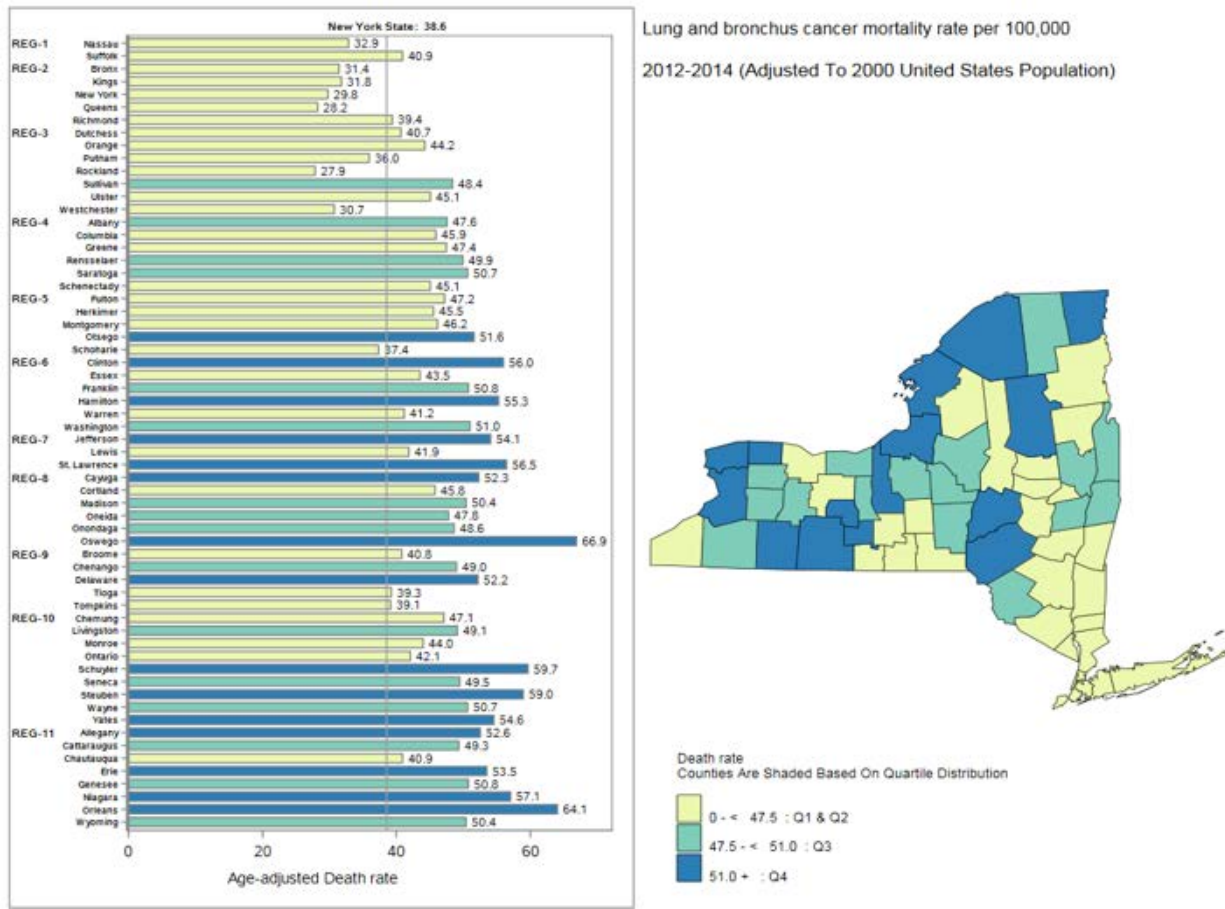 New York State: 38.6
REG-1 Nassau 32.9
Suffolk 40.9
REG-2 Bronx 31.4
Kings 31.8
New York 29.8
Queens 28.2
Richmond 39.4
REG-3 Dutchess 40.7
Orange 44.2
Putnam 36.0
Rockland 27.9
Sullivan 48.4
Ulster 45.1
Westchester 30.7
REG-4 Albany 47.6
Columbia 45.9
Greene 47.4
Rensselaer 49.9
Saratoga 50.7
Schenectady 45.1
REG-5 Fulton 47.2
Herkimer 45.5
Montgomery 46.2
Otsego 51.6
Schoharie 37.4
REG-6 Clinton 56.0
Essex 43.5
Franklin 50.8
Hamilton 55.3
Warren 41.2
Washington 51.0
REG-7 Jefferson 54.1
Lewis 41.9
St. Lawrence 56.5
REG-8 Cayuga 52.3
Cortland 45.8
Madison 50.4
Oneida 47.8
Onondaga 48.6
Oswego 66.9
REG-9 Broome 40.8
Chenango 49.0
Delaware 52.2
Tioga 39.3
Tompkins 39.1
REG-10 Chemung 47.1
Livingston 49.1
Monroe 44.0
Ontario 42.1
Schuyler 59.7
Seneca 49.5
Steuben 59.0
Wayne 50.7
Yates 54.6
REG-11 Allegany 52.6
Cattaraugus 49.3
Chautauqua 40.9
Erie 53.5
Genesee 50.8
Niagara 57.1
Orleans 64.1
Wyoming 50.4
0 20 40 60
Age-adjusted Death rate
Lung and bronchus cancer mortality rate per 100,000
2012-2014 (Adjusted To 2000 United States Population)
Death rate
Counties Are Shaded Based On Quartile Distribution
0 - < 47.5 : Q1 & Q2
47.5 - < 51.0 : Q3
51.0 + : Q4